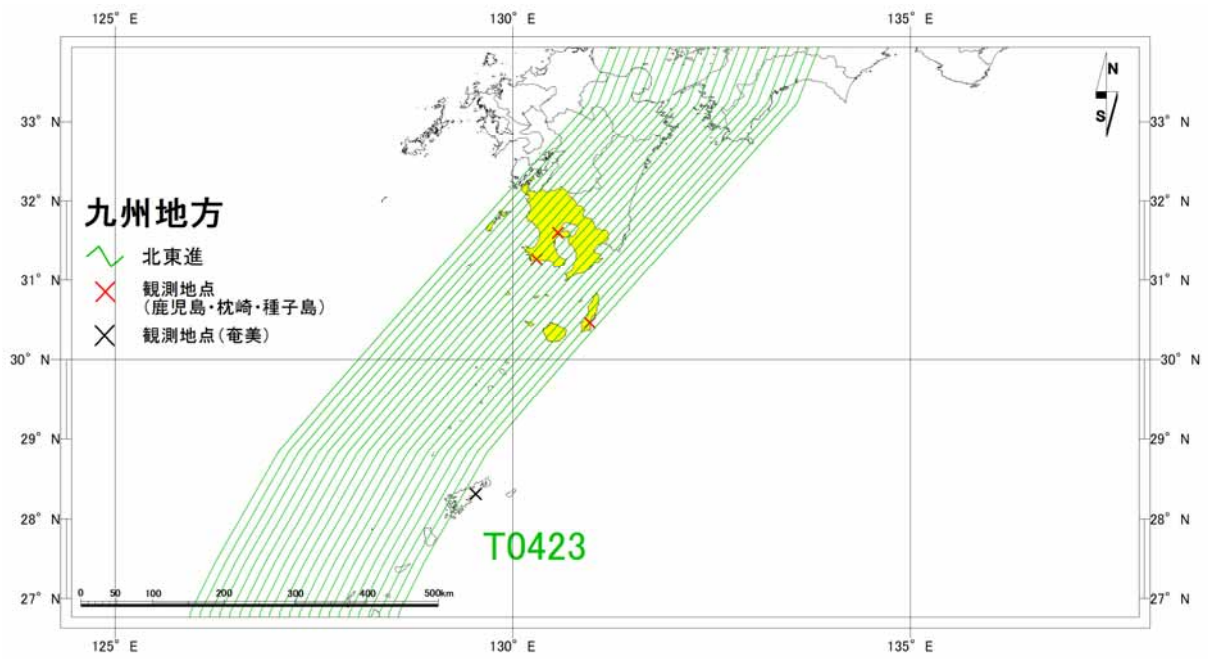 125° E
130° E
135° E
N
S
33° N
33° N
32° N
32° N
九州地方
北東進
31° N
31° N
観測地点
(鹿児島・枕崎・種子島)
観測地点(奄美)
30° N
30° N
29° N
29° N
28° N
28° N
T0423
0 50 100 200 300 400 500km
27° N
27° N
125° E
130° E
135° E